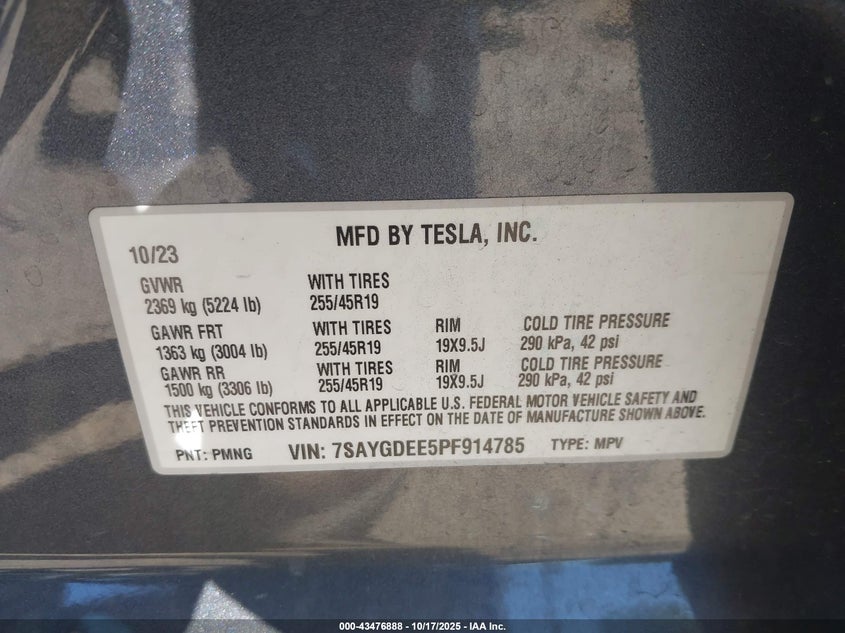 MFD BY TESLA, INC.
10/23
GVWR WITH TIRES
2369 kg (5224 lb) 255/45R19
GAWR FRT WITH TIRES RIM COLD TIRE PRESSURE
1363 kg (3004 lb) 255/45R19 19X9.5J 290 kPa, 42 psi
GAWR RR WITH TIRES RIM COLD TIRE PRESSURE
1500 kg (3306 lb) 255/45R19 19X9.5J 290 kPa, 42 psi
THIS VEHICLE CONFORMS TO ALL APPLICABLE U.S. FEDERAL MOTOR VEHICLE SAFETY AND
THEFT PREVENTION STANDARDS IN EFFECT ON THE DATE OF MANUFACTURE SHOWN ABOVE.
PNT: PMNG VIN: 7SAYGDEE5PF914785 TYPE: MPV
000-43476888 - 10/17/2025 - IAA Inc.